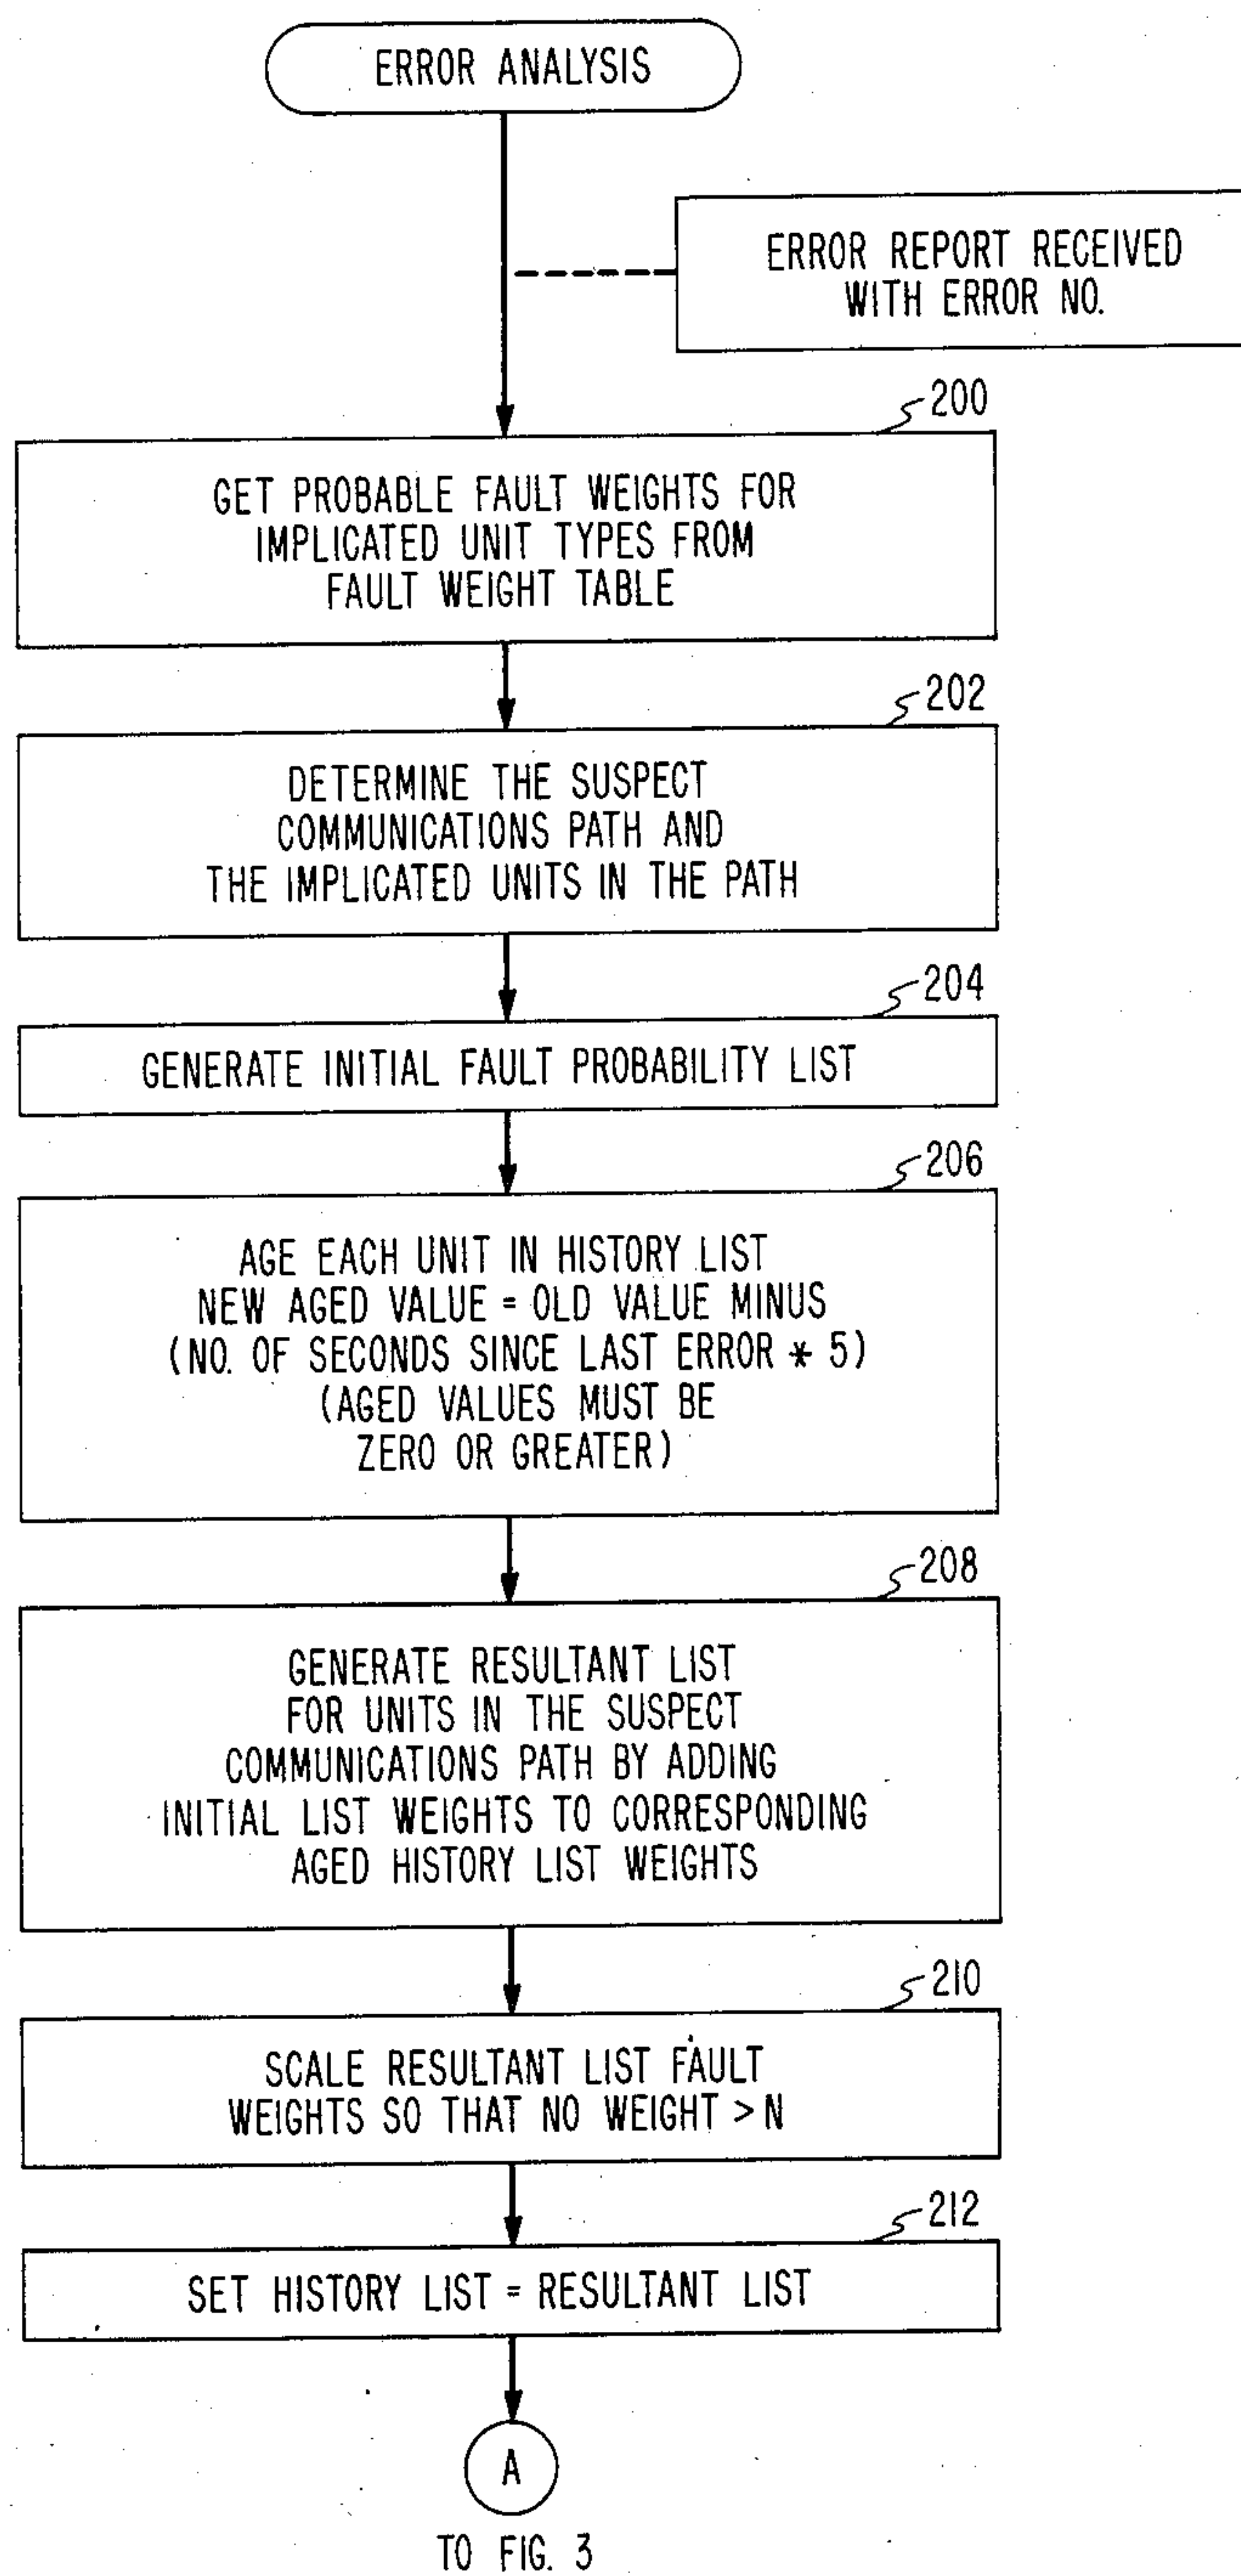 ERROR ANALYSIS
ERROR REPORT RECEIVED
WITH ERROR NO.
200
GET PROBABLE FAULT WEIGHTS FOR
IMPLICATED UNIT TYPES FROM
FAULT WEIGHT TABLE
202
DETERMINE THE SUSPECT
COMMUNICATIONS PATH AND
THE IMPLICATED UNITS IN THE PATH
204
GENERATE INITIAL FAULT PROBABILITY LIST
206
AGE EACH UNIT IN HISTORY LIST
NEW AGED VALUE = OLD VALUE MINUS
(NO. OF SECONDS SINCE LAST ERROR * 5)
(AGED VALUES MUST BE
ZERO OR GREATER)
208
GENERATE RESULTANT LIST
FOR UNITS IN THE SUSPECT
COMMUNICATIONS PATH BY ADDING
INITIAL LIST WEIGHTS TO CORRESPONDING
AGED HISTORY LIST WEIGHTS
210
SCALE RESULTANT LIST FAULT
WEIGHTS SO THAT NO WEIGHT > N
212
SET HISTORY LIST = RESULTANT LIST
A
TO FIG. 3